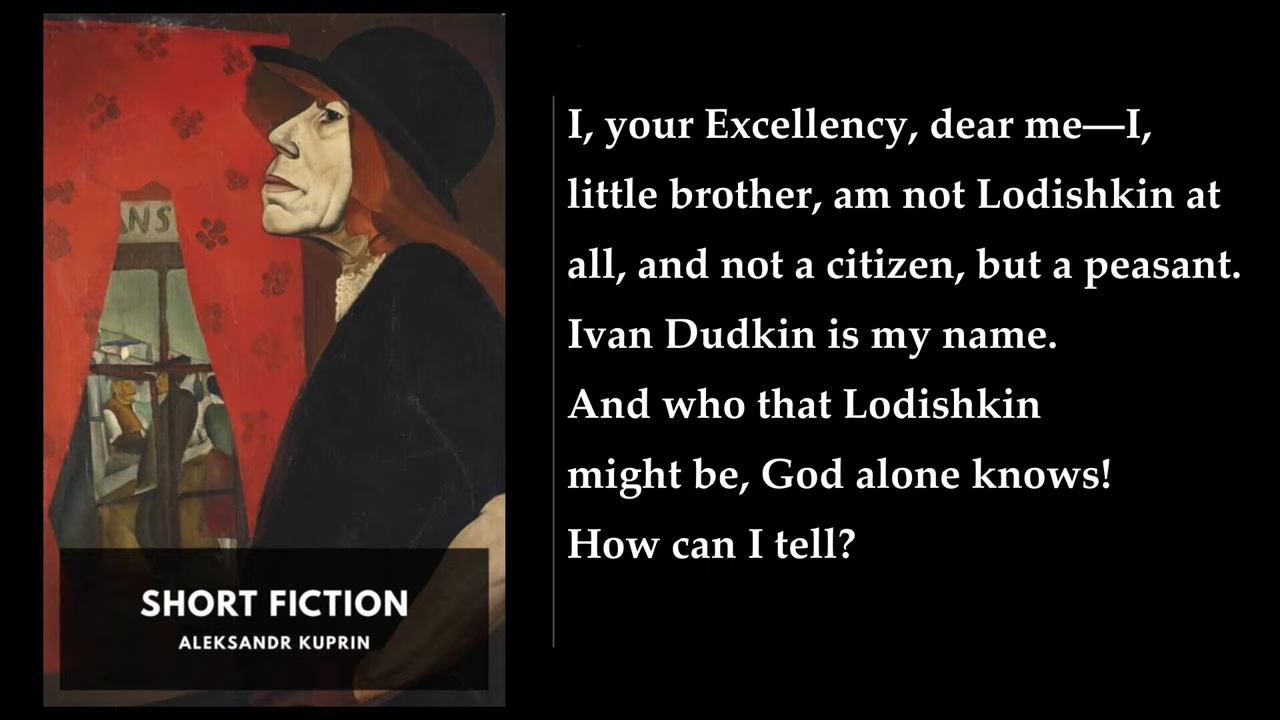 ANS
SHORT FICTION
ALEKSANDR KUPRIN
I, your Excellency, dear me—I,
little brother, am not Lodishkin at
all, and not a citizen, but a peasant.
Ivan Dudkin is my name.
And who that Lodishkin
might be, God alone knows!
How can I tell?